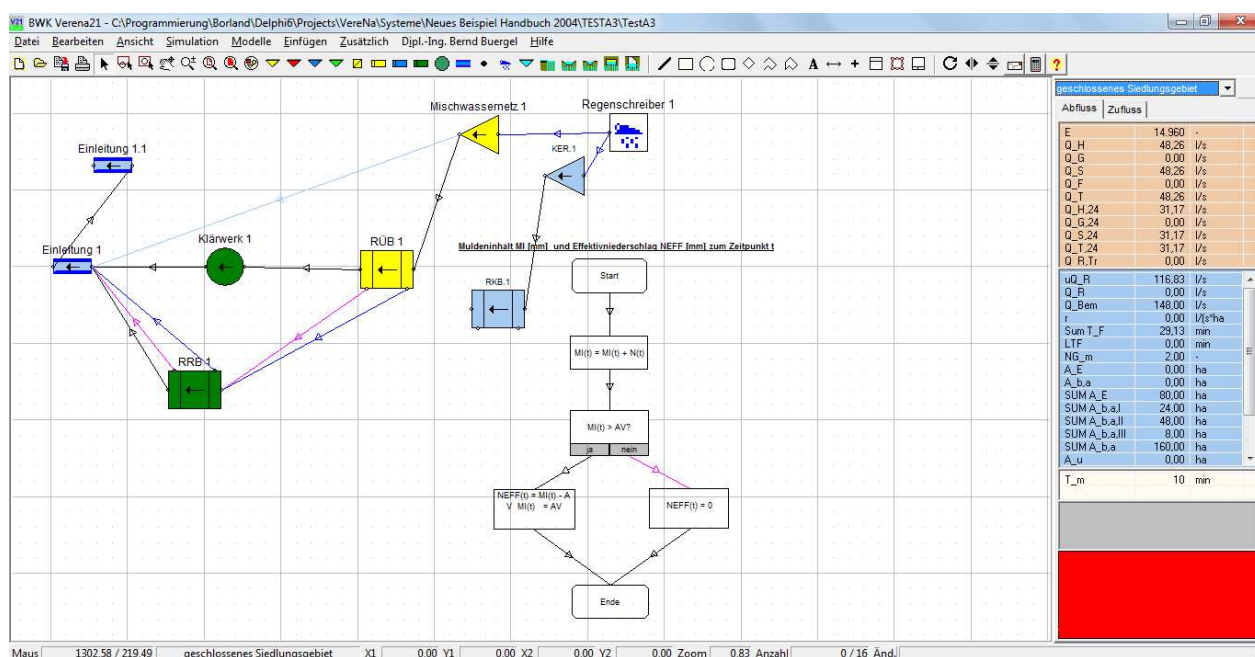 BWK Verena21 - C:\Programmierung\Borland\Delphi6\Projects\VereNa\Systeme\Neues Beispiel Handbuch 2004\TESTA3\TestA3
Datei Bearbeiten Ansicht Simulation Modelle Einfügen Zusätzlich Dipl.-Ing. Bernd Buergel Hilfe
geschlossenes Siedlungsgebiet
Abfluss Zufluss
Mischwassernetz 1
Regenschreiber 1
Einleitung 1.1
KER.1
Klärwerk 1
RÜB 1
Einleitung 1
Muldeninhalt MI [mm] und Effektivniederschlag NEFF [mm] zum Zeitpunkt t
Start
RKB.1
MI(t) = MI(t) + N(t)
RRB 1
MI(t) > AV?
ja nein
NEFF(t) = MI(t) - A
V MI(t) = AV
NEFF(t) = 0
Ende
E 14.960 -
Q_H 48,26 l/s
Q_G 0,00 l/s
Q_S 48,26 l/s
Q_F 0,00 l/s
Q_T 48,26 l/s
Q_H,24 31,17 l/s
Q_G,24 0,00 l/s
Q_S,24 31,17 l/s
Q_T,24 31,17 l/s
Q_R,Tr 0,00 l/s
uQ_R 116,83 l/s
Q_R 0,00 l/s
Q_Bem 148,00 l/s
r 0,00 l/[s*ha
Sum T_F 29,13 min
LTF 0,00 min
NG_m 2,00 -
A_E 0,00 ha
A_b,a 0,00 ha
SUM A_E 80,00 ha
SUM A_b,a,I 24,00 ha
SUM A_b,a,II 48,00 ha
SUM A_b,a,III 8,00 ha
SUM A_b,a 160,00 ha
A_u 0,00 ha
T_m 10 min
Maus 1302.58 / 219.49 geschlossenes Siedlungsgebiet X1 0.00 Y1 0.00 X2 0.00 Y2 0.00 Zoom 0.83 Anzahl 0 / 16 Änd.